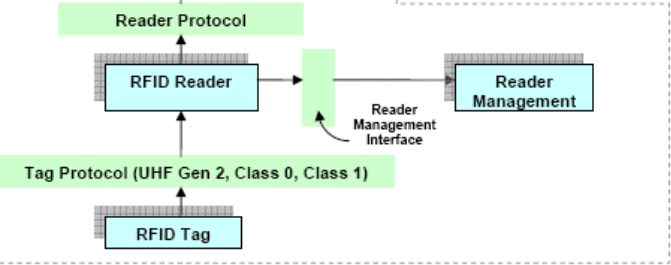 Reader Protocol
RFID Reader
Reader
Management
Reader
Management
Interface
Tag Protocol (UHF Gen 2, Class 0, Class 1)
RFID Tag